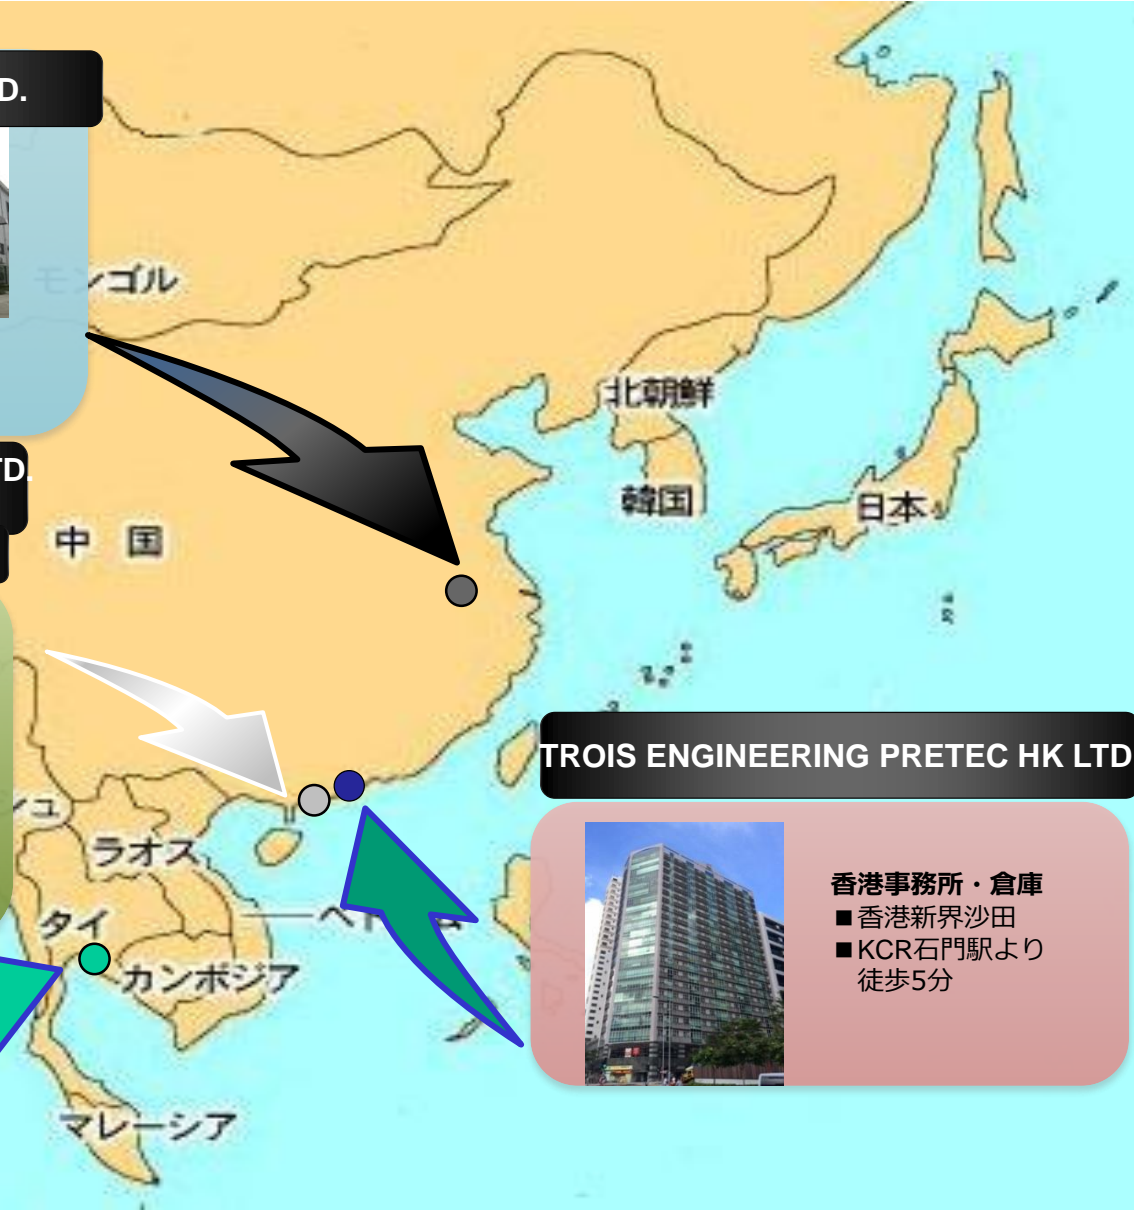 D.
モンゴル
北朝鮮
TD.
韓国
日本
中国
TROIS ENGINEERING PRETEC HK LTD
ラオス
香港事務所・倉庫
■香港新界沙田
タイ
■KCR石門駅より
徒歩5分
カンボジア
マレーシア